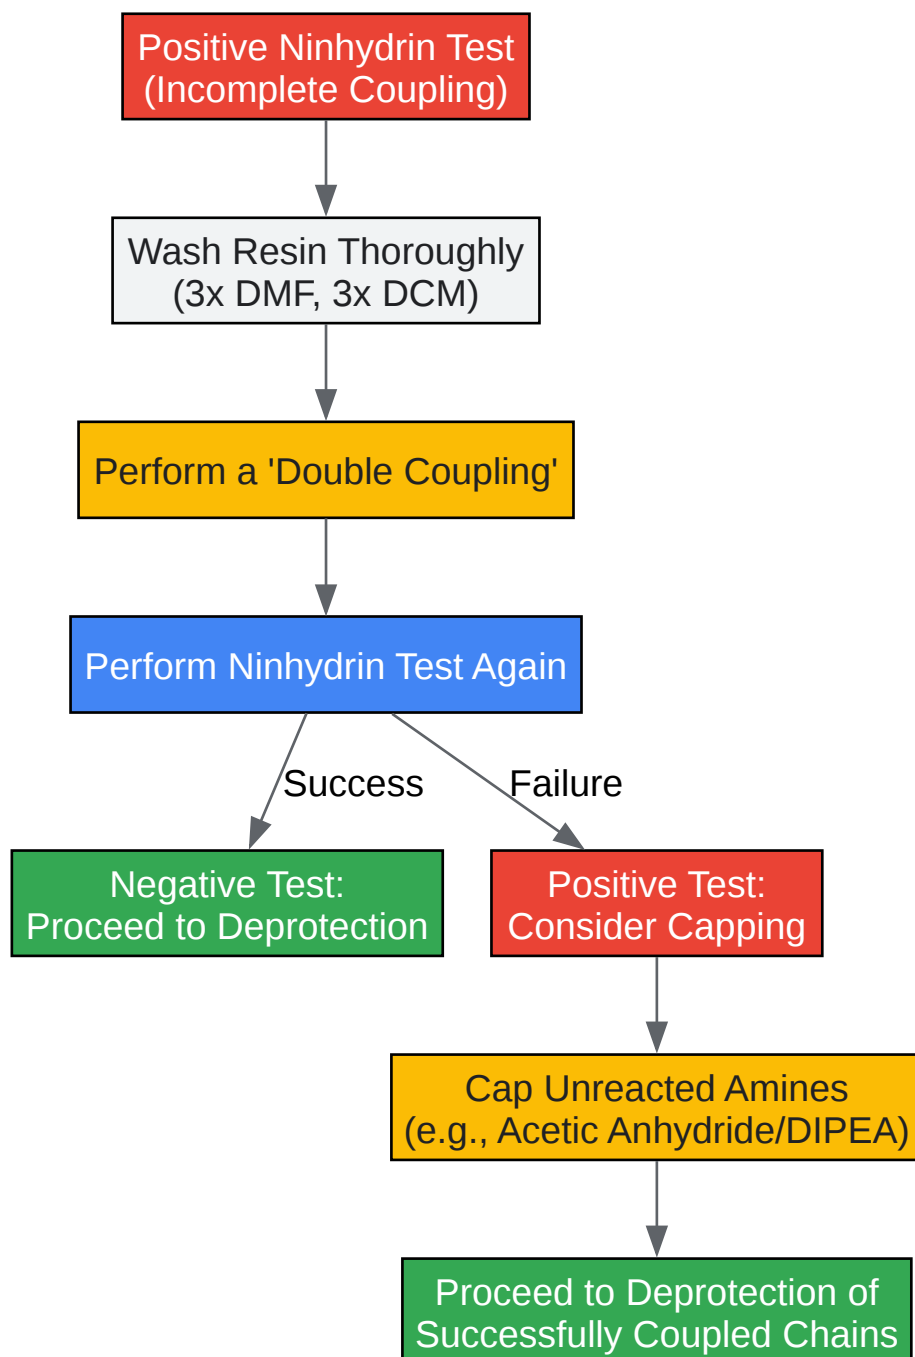 Positive Ninhydrin Test
(Incomplete Coupling)
Wash Resin Thoroughly
(3x DMF, 3x DCM)
Perform a 'Double Coupling'
Perform Ninhydrin Test Again
Success
Failure
Negative Test:
Proceed to Deprotection
Positive Test:
Consider Capping
Cap Unreacted Amines
(e.g., Acetic Anhydride/DIPEA)
Proceed to Deprotection of
Successfully Coupled Chains